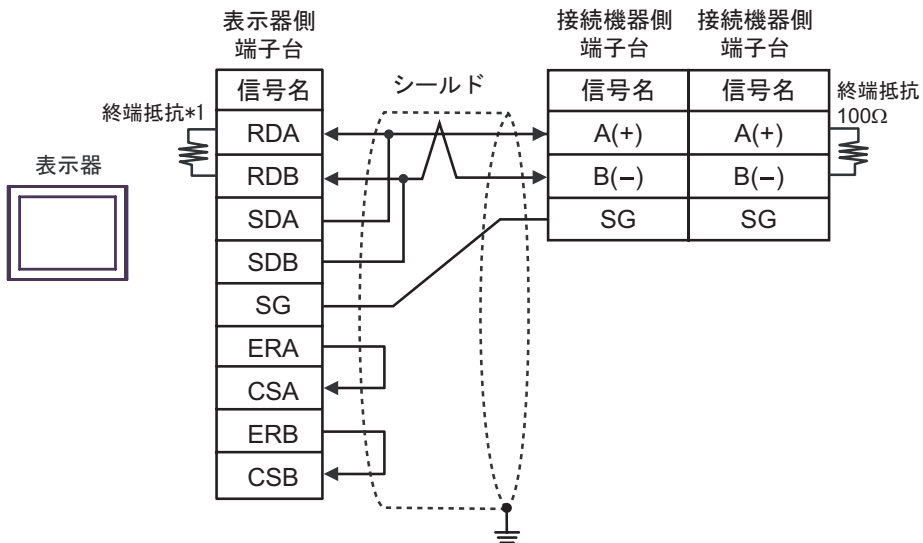 表示器側
端子台
接続機器側
端子台
接続機器側
端子台
信号名
シールド
信号名
信号名
終端抵抗
100Ω
終端抵抗*1
RDA
A(+)
A(+)
表示器
RDB
B(−)
B(−)
SDA
SG
SG
SDB
SG
ERA
CSA
ERB
CSB